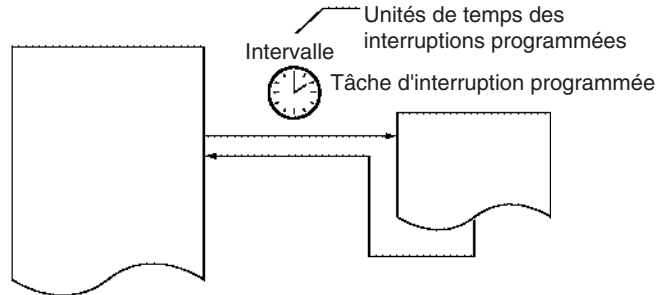 Unités de temps des
interruptions programmées
Intervalle
Tâche d'interruption programmée